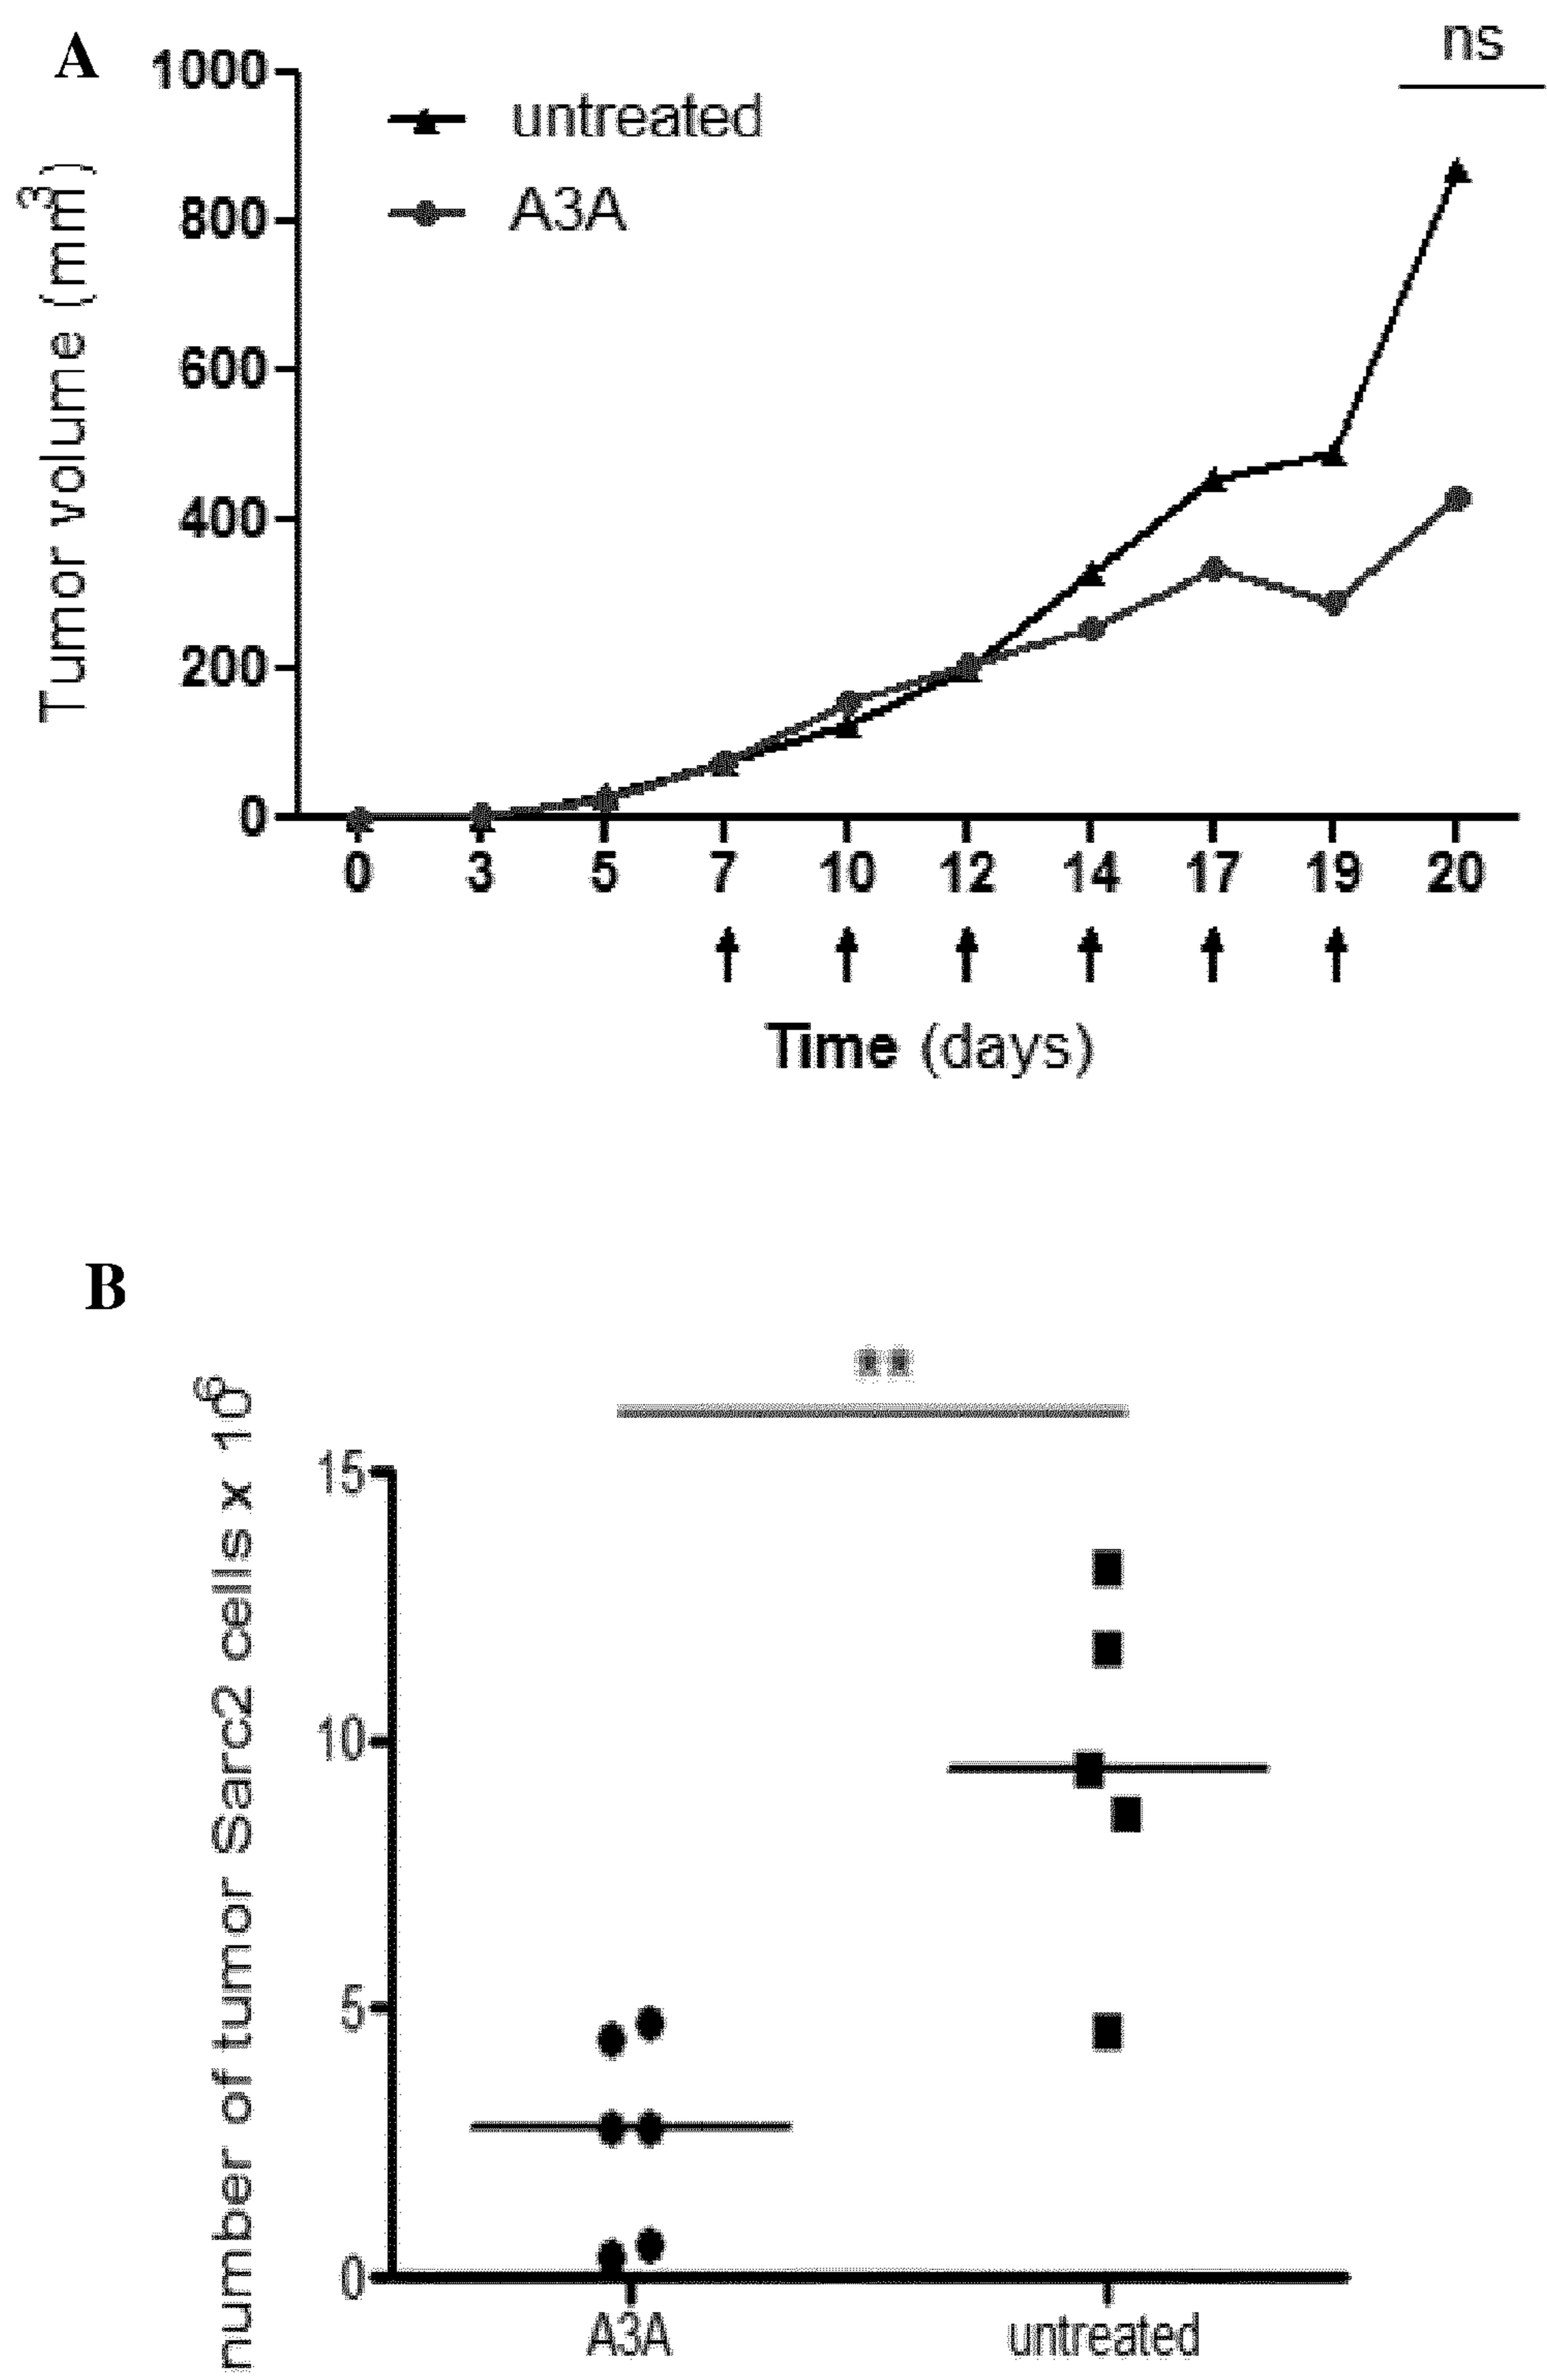 A
ns
1000
800
600
400
200
0
Tumor volume (mm3)
untreated
A3A
0 3 5 7 10 12 14 17 19 20
Time (days)
B
**
number of tumor Sarc2 cells x 106
15
10
5
0
A3A untreated